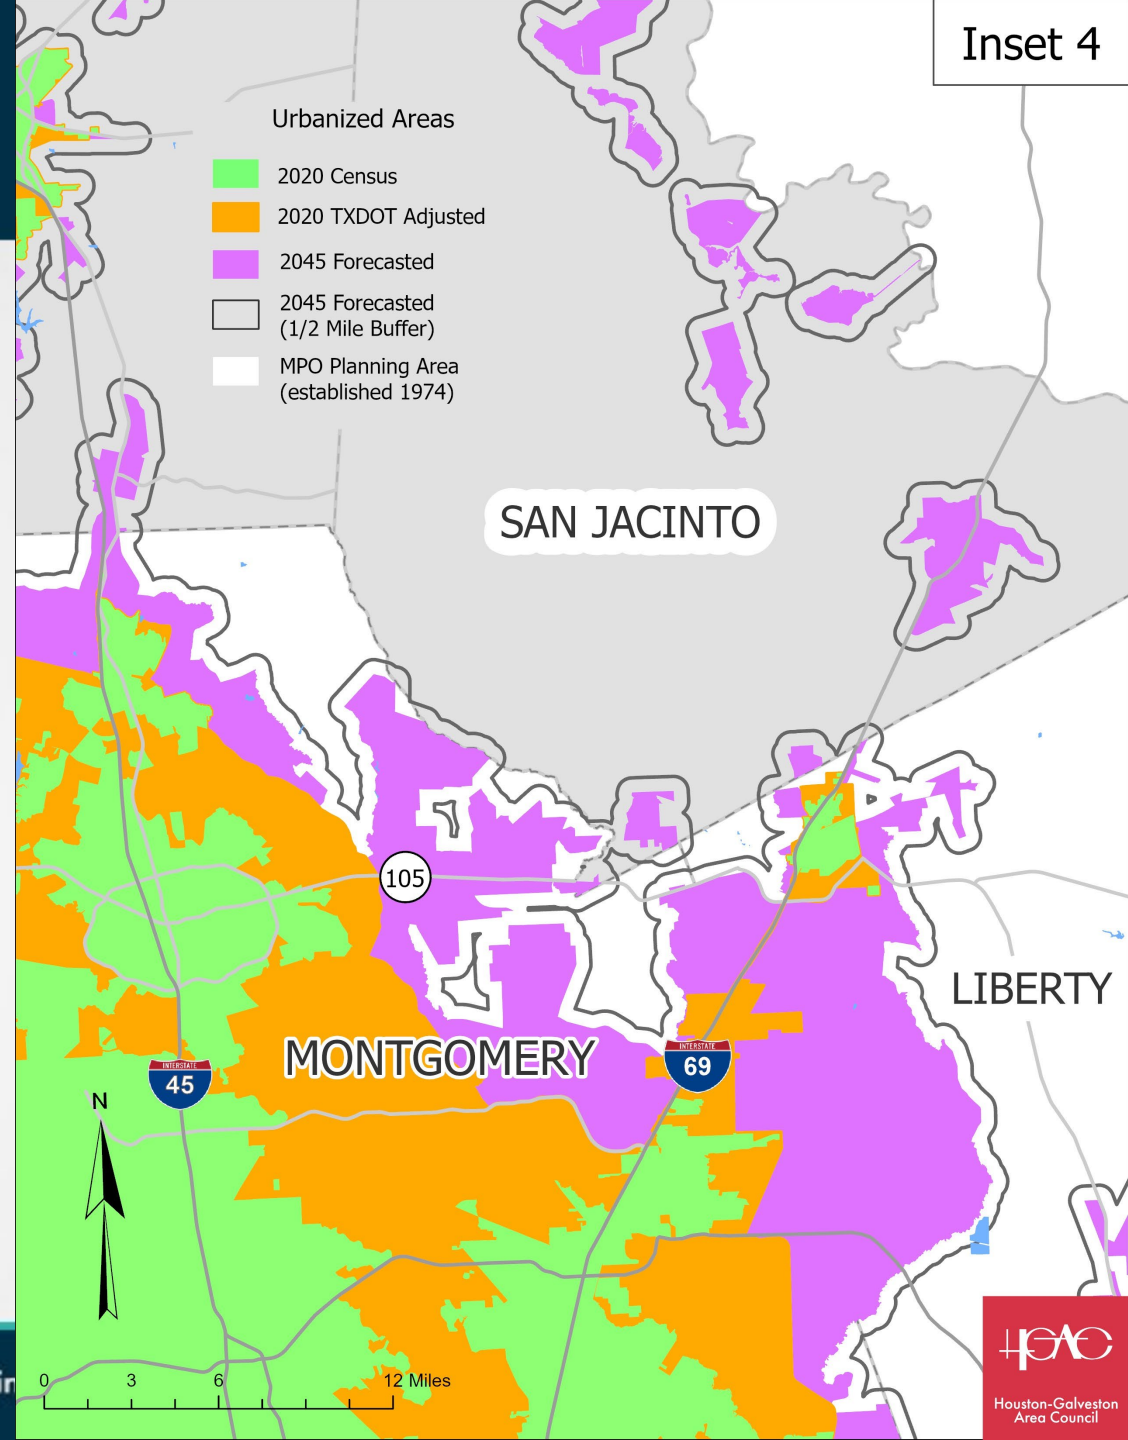 Inset 4
Urbanized Areas
2020 Census
2020 TXDOT Adjusted
2045 Forecasted
2045 Forecasted
(1/2 Mile Buffer)
MPO Planning Area
(established 1974)
SAN JACINTO
105
LIBERTY
MONTGOMERY
INTERSTATE
45
INTERSTATE
69
N
0 3 6 12 Miles
HGAC
Houston-Galveston
Area Council